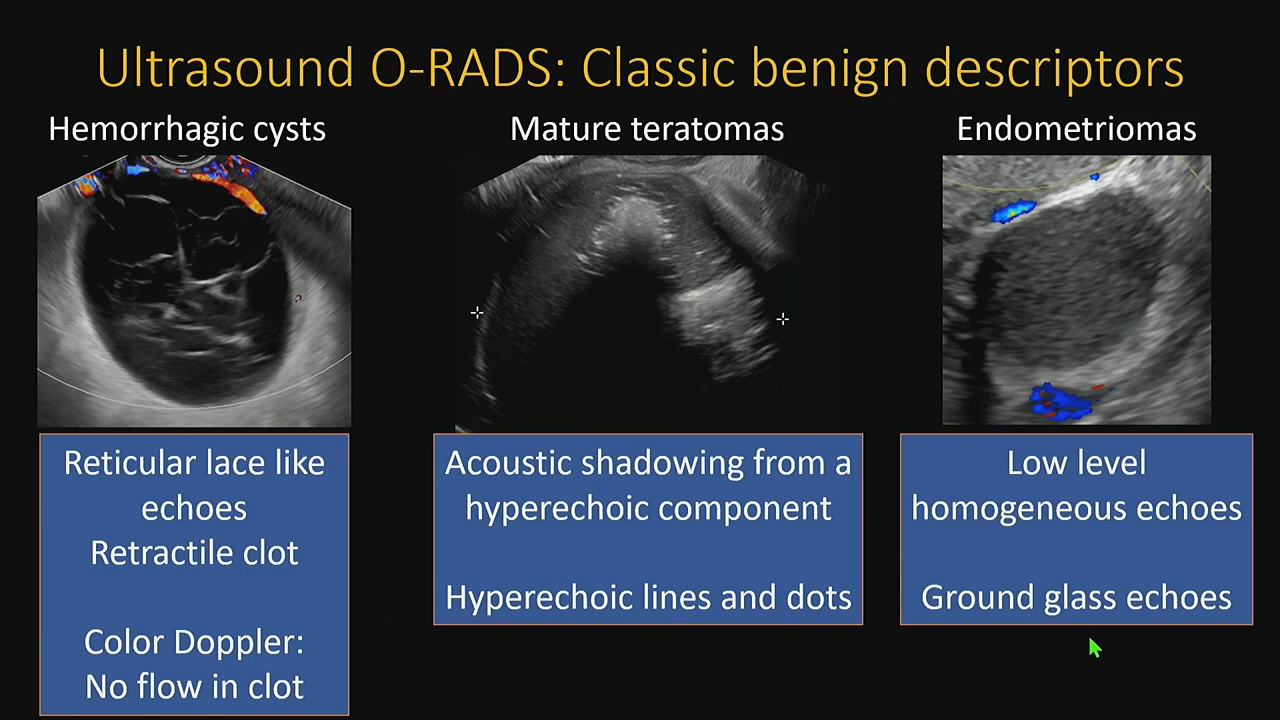 Ultrasound O-RADS: Classic benign descriptors
Hemorrhagic cysts
Mature teratomas
Endometriomas
Reticular lace like
echoes
Retractile clot
Color Doppler:
No flow in clot
Acoustic shadowing from a
hyperechoic component
Hyperechoic lines and dots
Low level
homogeneous echoes
Ground glass echoes